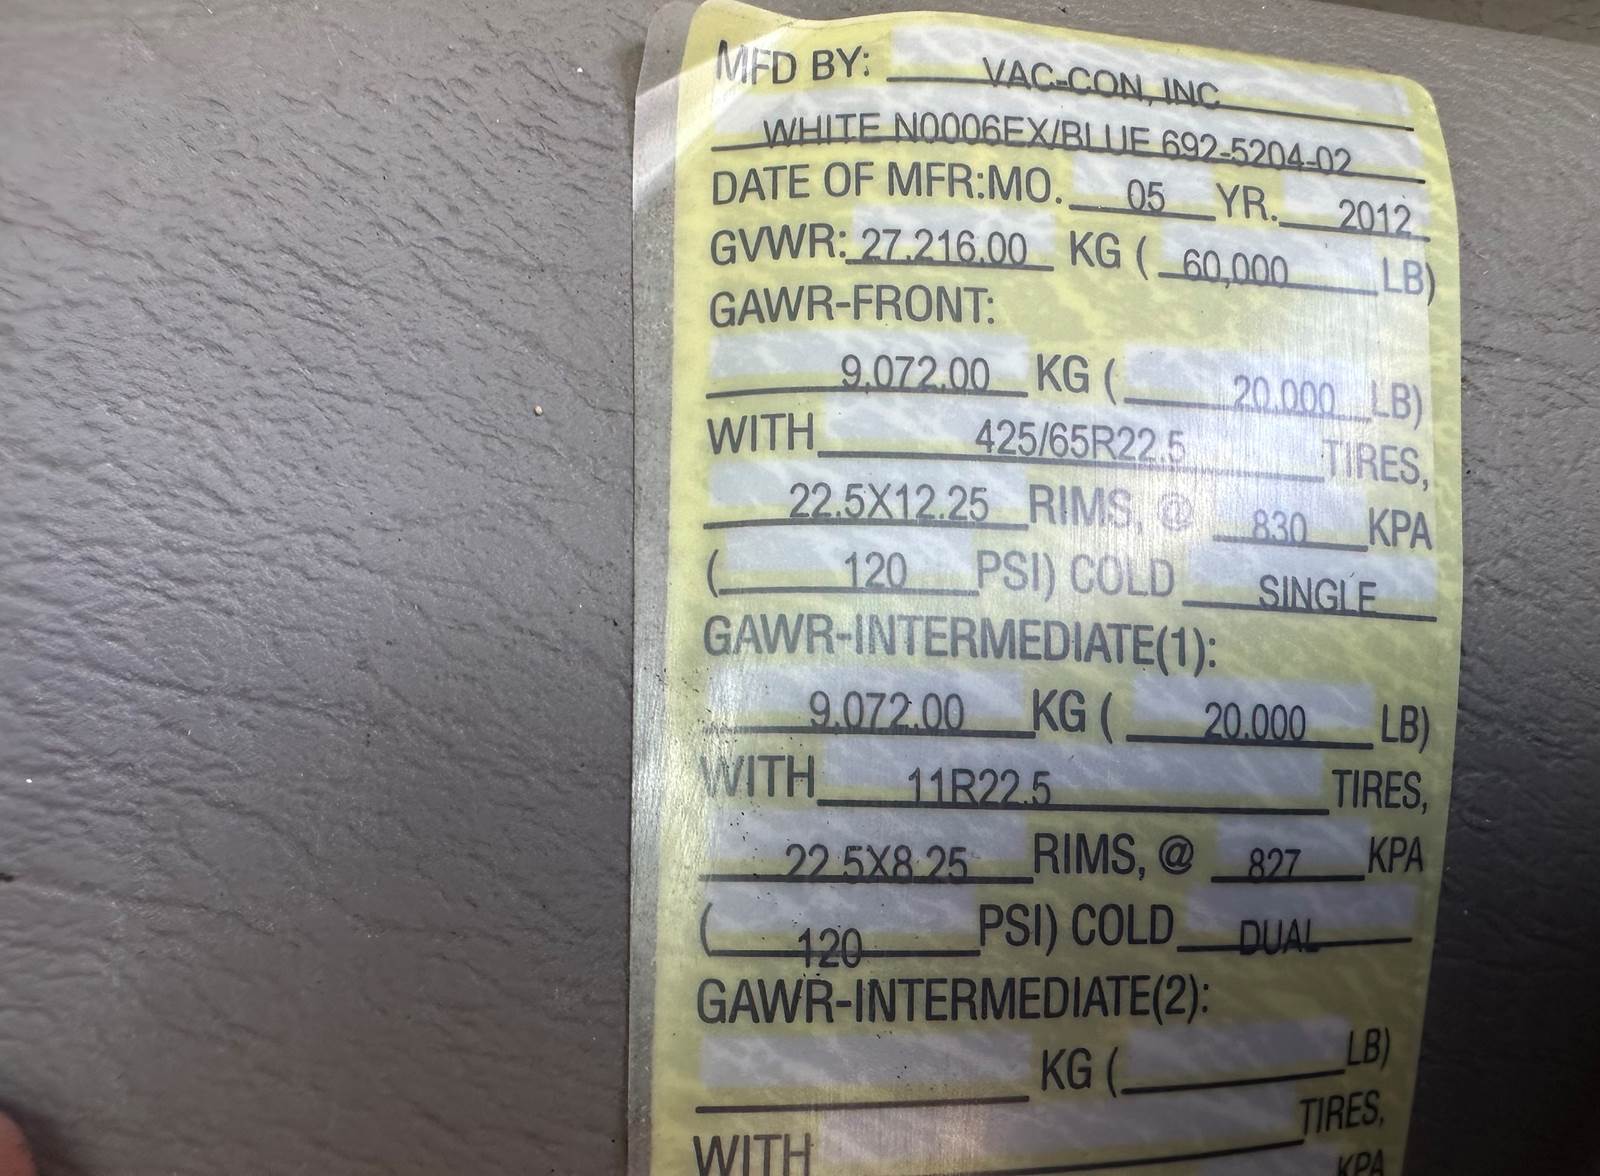 MFD BY: VAC-CON, INC
WHITE N0006EX/BLUE 692-5204-02
DATE OF MFR:MO. 05 YR. 2012
GVWR: 27,216.00 KG ( 60,000 LB)
GAWR-FRONT:
9,072.00 KG ( 20,000 LB)
WITH 425/65R22.5 TIRES,
22.5X12.25 RIMS, @ 830 KPA
( 120 PSI) COLD SINGLE
GAWR-INTERMEDIATE(1):
9,072.00 KG ( 20,000 LB)
WITH 11R22.5 TIRES,
22.5X8.25 RIMS, @ 827 KPA
( 120 PSI) COLD DUAL
GAWR-INTERMEDIATE(2):
KG ( LB)
WITH TIRES,
KPA